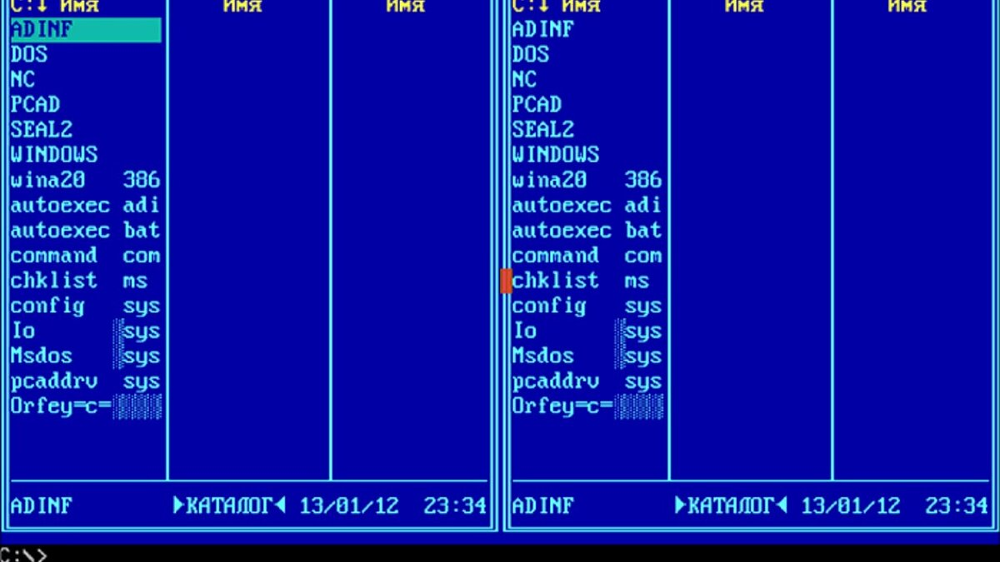 C:↓ Имя Имя Имя C:↓ Имя Имя Имя
ADINF ADINF
DOS DOS
NC NC
PCAD PCAD
SEAL2 SEAL2
WINDOWS WINDOWS
wina20 386 wina20 386
autoexec adi autoexec adi
autoexec bat autoexec bat
command com command com
chklist ms chklist ms
config sys config sys
Io ░sys Io ░sys
Msdos ░sys Msdos ░sys
pcaddrv sys pcaddrv sys
Orfey=c=░░░░ Orfey=c=░░░░
ADINF ►КАТАЛОГ◄ 13/01/12 23:34 ADINF ►КАТАЛОГ◄ 13/01/12 23:34
C:\>